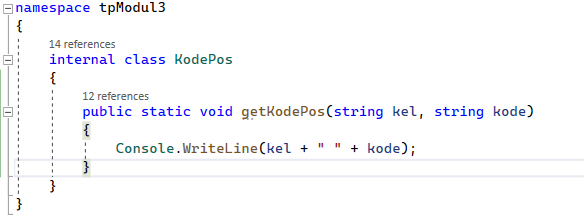 namespace tpModul3
{
14 references
internal class KodePos
{
12 references
public static void getKodePos(string kel, string kode)
{
Console.WriteLine(kel + " " + kode);
}
}
}